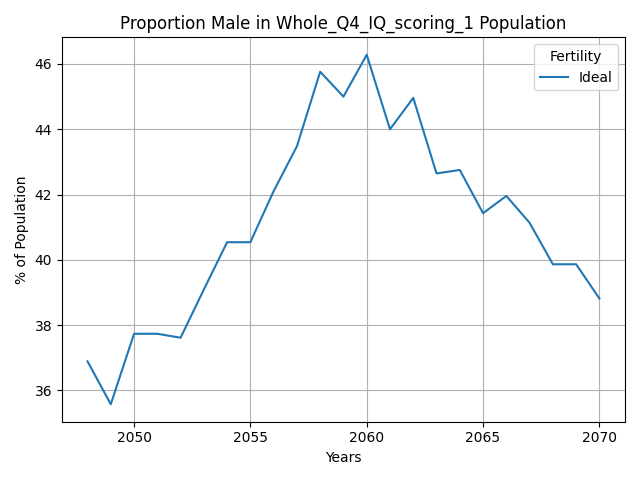 Proportion Male in Whole_Q4_IQ_scoring_1 Population
Fertility
Ideal
% of Population
46
44
42
40
38
36
2050
2055
2060
2065
2070
Years